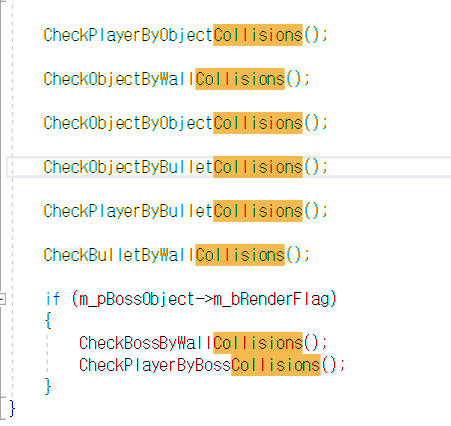 CheckPlayerByObjectCollisions();
CheckObjectByWallCollisions();
CheckObjectByObjectCollisions();
CheckObjectByBulletCollisions();
CheckPlayerByBulletCollisions();
CheckBulletByWallCollisions();
if (m_pBossObject->m_bRenderFlag)
{
CheckBossByWallCollisions();
CheckPlayerByBossCollisions();
}
}